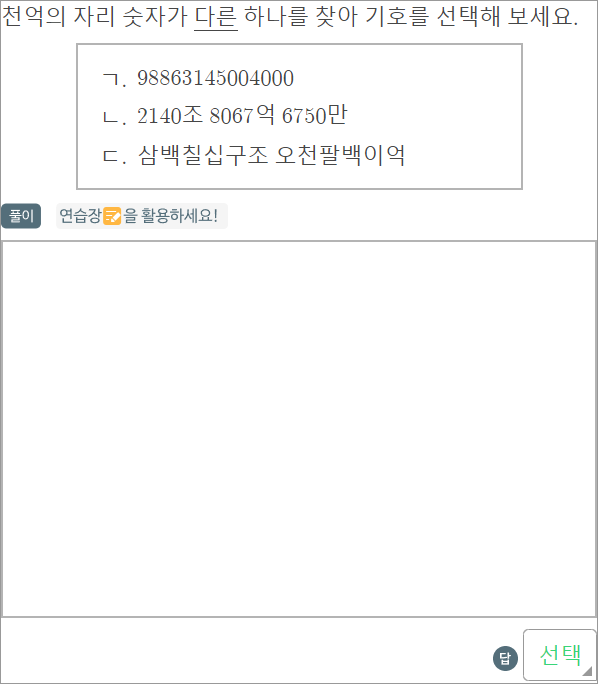 천억의 자리 숫자가 다른 하나를 찾아 기호를 선택해 보세요.
ㄱ. 98863145004000
ㄴ. 2140조 8067억 6750만
ㄷ. 삼백칠십구조 오천팔백이억
풀이 연습장을 활용하세요!
답 선택